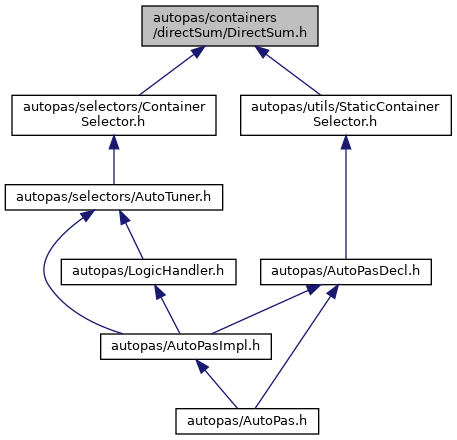 autopas/containers
/directSum/DirectSum.h
autopas/selectors/Container
Selector.h
autopas/utils/StaticContainer
Selector.h
autopas/selectors/AutoTuner.h
autopas/LogicHandler.h
autopas/AutoPasDecl.h
autopas/AutoPasImpl.h
autopas/AutoPas.h